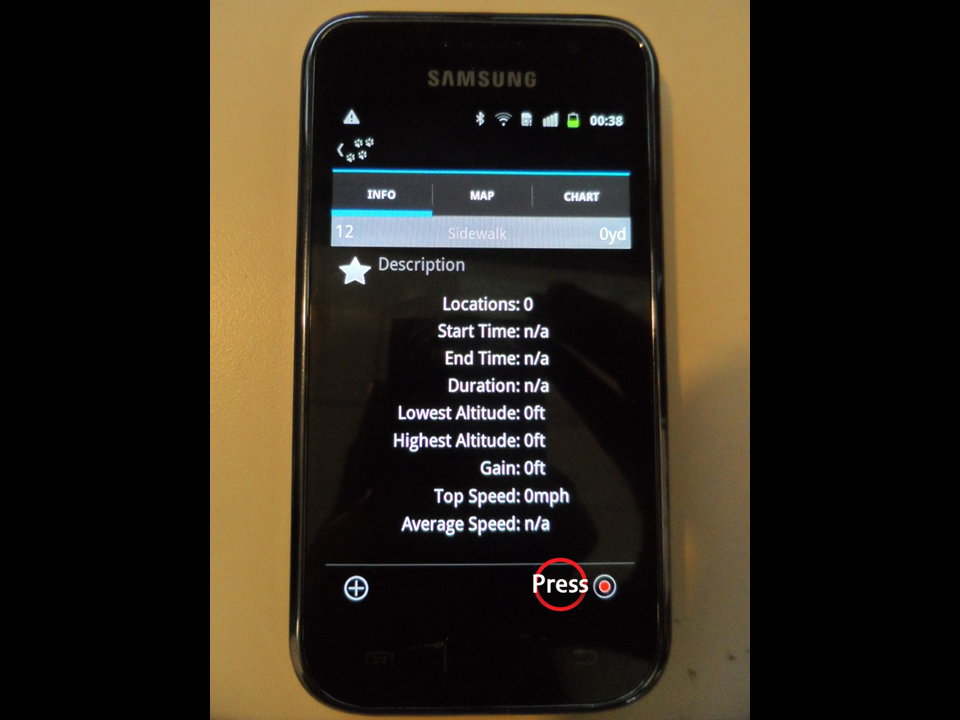 SAMSUNG
00:38
INFO MAP CHART
12 Sidewalk 0yd
Description
Locations: 0
Start Time: n/a
End Time: n/a
Duration: n/a
Lowest Altitude: 0ft
Highest Altitude: 0ft
Gain: 0ft
Top Speed: 0mph
Average Speed: n/a
Press